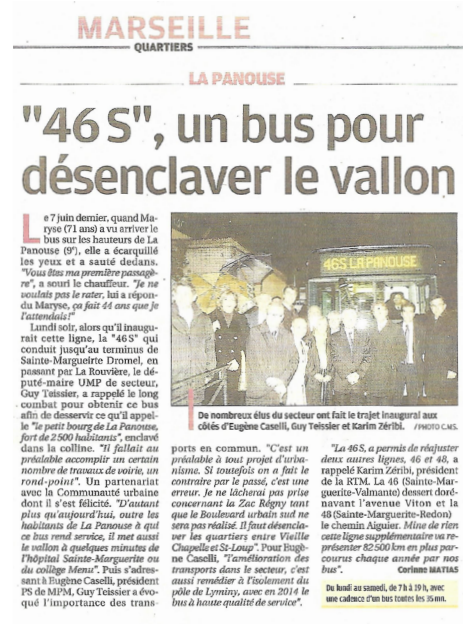 MARSEILLE
QUARTIERS
LA PANOUSE
"46 S", un bus pour
désenclaver le vallon
Le 7 juin dernier, quand Ma-
ryse (71 ans) a vu arriver le
bus sur les hauteurs de La
Panouse (9e), elle a écarquillé
les yeux et a sauté dedans.
"Vous êtes ma première passagè-
re", a souri le chauffeur. "Je ne
voulais pas le rater, lui a répon-
du Maryse, ça fait 44 ans que je
l'attendais!"
Lundi soir, alors qu'il inaugu-
rait cette ligne, la "46 S" qui
conduit jusqu'au terminus de
Sainte-Margueirte Dromel, en
passant par La Rouvière, le dé-
puté-maire UMP de secteur,
Guy Teissier, a rappelé le long
combat pour obtenir ce bus
afin de desservir ce qu'il appel-
le "le petit bourg de La Panouse,
fort de 2 500 habitants", enclavé
dans la colline. "Il fallait au
préalable accomplir un certain
nombre de travaux de voirie, un
rond-point". Un partenariat
avec la Communauté urbaine
dont il s'est félicité. "D'autant
plus qu'aujourd'hui, outre les
habitants de La Panouse à qui
ce bus rend service, il met aussi
le vallon à quelques minutes de
l'hôpital Sainte-Marguerite ou
du collège Menu". Puis s'adres-
sant à Eugène Caselli, président
PS de MPM, Guy Teissier a évo-
qué l'importance des trans-
46S LA PANOUSE
De nombreux élus du secteur ont fait le trajet inaugural aux
côtés d'Eugène Caselli, Guy Teissier et Karim Zéribi. /PHOTO C.MS.
ports en commun. "C'est un
préalable à tout projet d'urba-
nisme. Si toutefois on a fait le
contraire par le passé, c'est une
erreur. Je ne lâcherai pas prise
concernant la Zac Régny tant
que le Boulevard urbain sud ne
sera pas réalisé. Il faut désencla-
ver les quartiers entre Vieille
Chapelle et St-Loup". Pour Eugè-
ne Caselli, "l'amélioration des
transports dans le secteur, c'est
aussi remédier à l'isolement du
pôle de Lyminy, avec en 2014 le
bus à haute qualité de service".
"La 46 S, a permis de réajuster
deux autres lignes, 46 et 48, a
rappelé Karim Zéribi, président
de la RTM. La 46 (Sainte-Mar-
guerite-Valmante) dessert doré-
navant l'avenue Viton et la
48 (Sainte-Marguerite-Redon)
le chemin Aiguier. Mine de rien
cette ligne supplémentaire va re-
présenter 82 500 km en plus par-
courus chaque année par nos
bus".
Corinne MATIAS
Du lundi au samedi, de 7 h à 19 h, avec
une cadence d'un bus toutes les 35 mn.